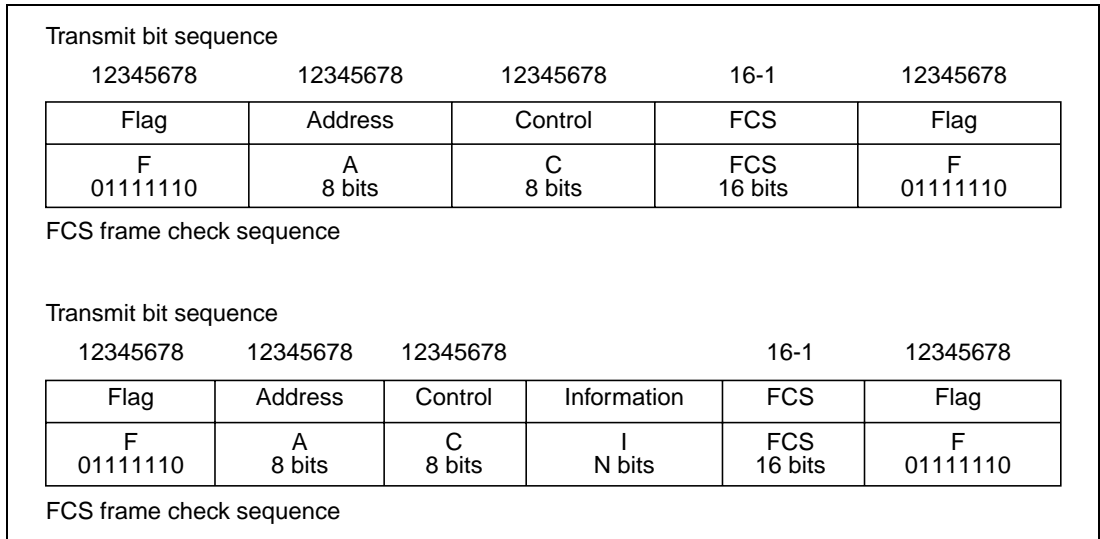 Transmit bit sequence
12345678 12345678 12345678 16-1 12345678
Flag Address Control FCS Flag
F A C FCS F
01111110 8 bits 8 bits 16 bits 01111110
FCS frame check sequence
Transmit bit sequence
12345678 12345678 12345678 16-1 12345678
Flag Address Control Information FCS Flag
F A C I FCS F
01111110 8 bits 8 bits N bits 16 bits 01111110
FCS frame check sequence